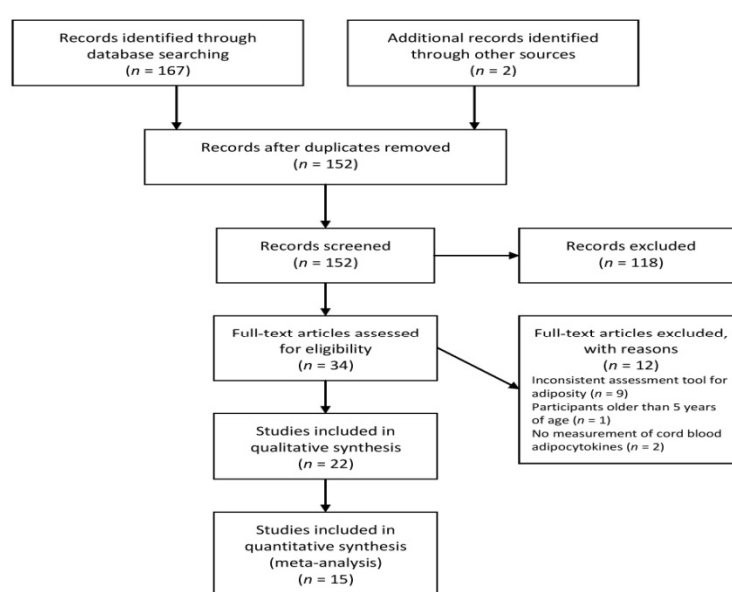 Records identified through
database searching
(n = 167)
Additional records identified
through other sources
(n = 2)
Records after duplicates removed
(n = 152)
Records screened
(n = 152)
Records excluded
(n = 118)
Full-text articles assessed
for eligibility
(n = 34)
Full-text articles excluded,
with reasons
(n = 12)
Inconsistent assessment tool for
adiposity (n = 9)
Participants older than 5 years
of age (n = 1)
No measurement of cord blood
adipocytokines (n = 2)
Studies included in
qualitative synthesis
(n = 22)
Studies included in
quantitative synthesis
(meta-analysis)
(n = 15)